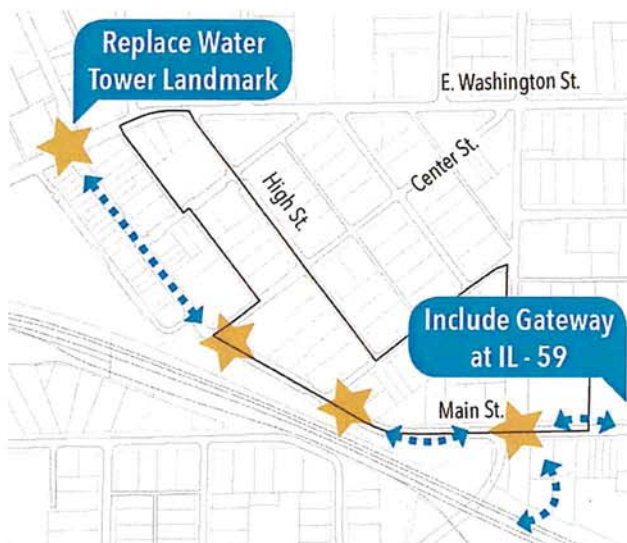 Replace Water
Tower Landmark
E. Washington St.
High St.
Center St.
Include Gateway
at IL - 59
Main St.